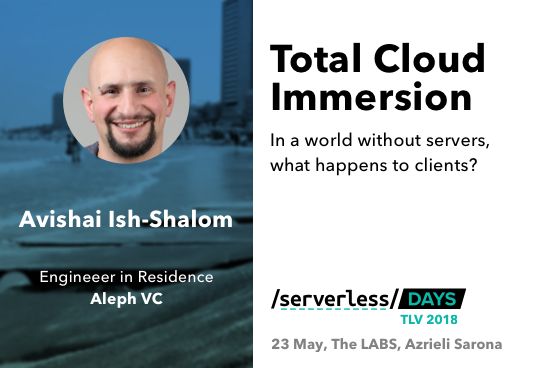 Avishai Ish-Shalom
Engineeer in Residence
Aleph VC
Total Cloud
Immersion
In a world without servers,
what happens to clients?
/serverless/DAYS
TLV 2018
23 May, The LABS, Azrieli Sarona